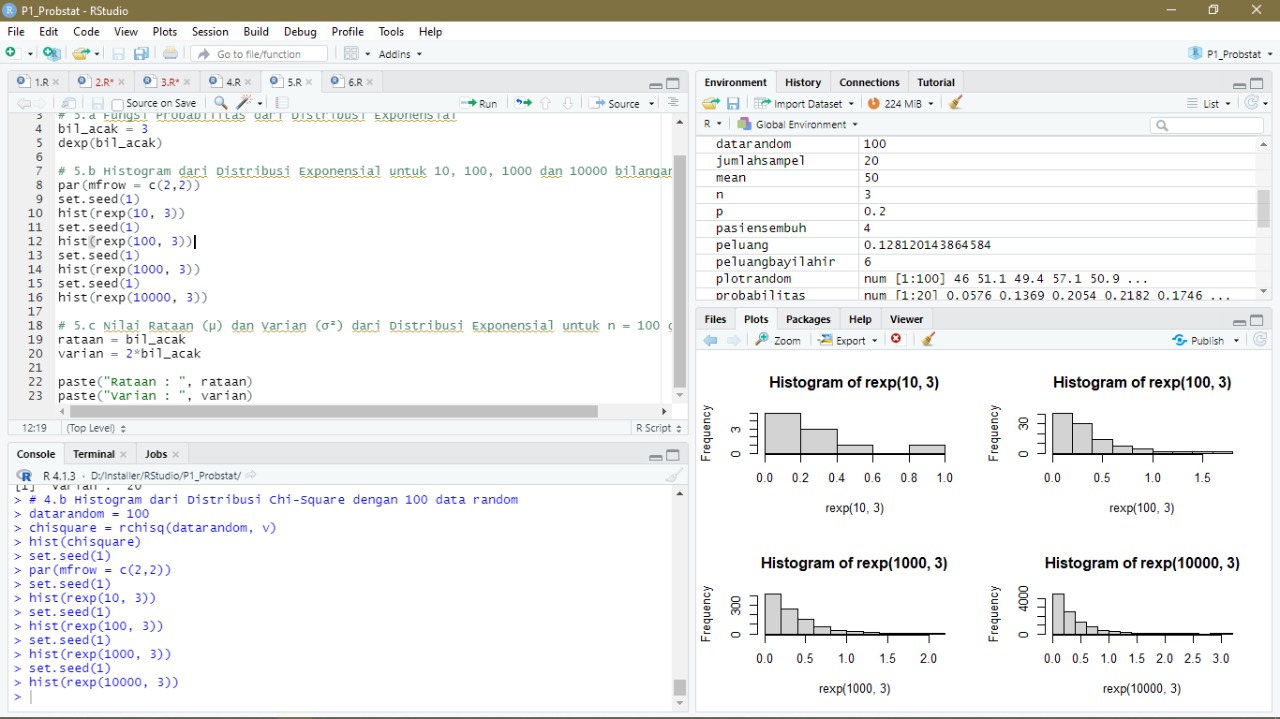 P1_Probstat - RStudio
File Edit Code View Plots Session Build Debug Profile Tools Help
Go to file/function Addins P1_Probstat
1.R 2.R* 3.R* 4.R 5.R 6.R
Source on Save Run Source
3 # 5.a Fungsi Probabilitas dari Distribusi Exponensial
4 bil_acak = 3
5 dexp(bil_acak)
6
7 # 5.b Histogram dari Distribusi Exponensial untuk 10, 100, 1000 dan 10000 bilangan
8 par(mfrow = c(2,2))
9 set.seed(1)
10 hist(rexp(10, 3))
11 set.seed(1)
12 hist(rexp(100, 3))
13 set.seed(1)
14 hist(rexp(1000, 3))
15 set.seed(1)
16 hist(rexp(10000, 3))
17
18 # 5.c Nilai Rataan (μ) dan Varian (σ²) dari Distribusi Exponensial untuk n = 100
19 rataan = bil_acak
20 varian = 2*bil_acak
21
22 paste("Rataan : ", rataan)
23 paste("Varian : ", varian)
12:19 (Top Level) R Script
Console Terminal Jobs
R 4.1.3 · D:/Installer/RStudio/P1_Probstat/
[1] "Varian :  20"
> # 4.b Histogram dari Distribusi Chi-Square dengan 100 data random
> datarandom = 100
> chisquare = rchisq(datarandom, v)
> hist(chisquare)
> set.seed(1)
> par(mfrow = c(2,2))
> set.seed(1)
> hist(rexp(10, 3))
> set.seed(1)
> hist(rexp(100, 3))
> set.seed(1)
> hist(rexp(1000, 3))
> set.seed(1)
> hist(rexp(10000, 3))
>
Environment History Connections Tutorial
Import Dataset 224 MiB List
R Global Environment
datarandom 100
jumlahsampel 20
mean 50
n 3
p 0.2
pasiensembuh 4
peluang 0.128120143864584
peluangbayilahir 6
plotrandom num [1:100] 46 51.1 49.4 57.1 50.9 ...
probabilitas num [1:20] 0.0576 0.1369 0.2054 0.2182 0.1746 ...
Files Plots Packages Help Viewer
Zoom Export Publish
Histogram of rexp(10, 3)
Frequency
3
0
0.0 0.2 0.4 0.6 0.8 1.0
rexp(10, 3)
Histogram of rexp(100, 3)
Frequency
30
0
0.0 0.5 1.0 1.5
rexp(100, 3)
Histogram of rexp(1000, 3)
Frequency
300
0
0.0 0.5 1.0 1.5 2.0
rexp(1000, 3)
Histogram of rexp(10000, 3)
Frequency
4000
0
0.0 0.5 1.0 1.5 2.0 2.5 3.0
rexp(10000, 3)